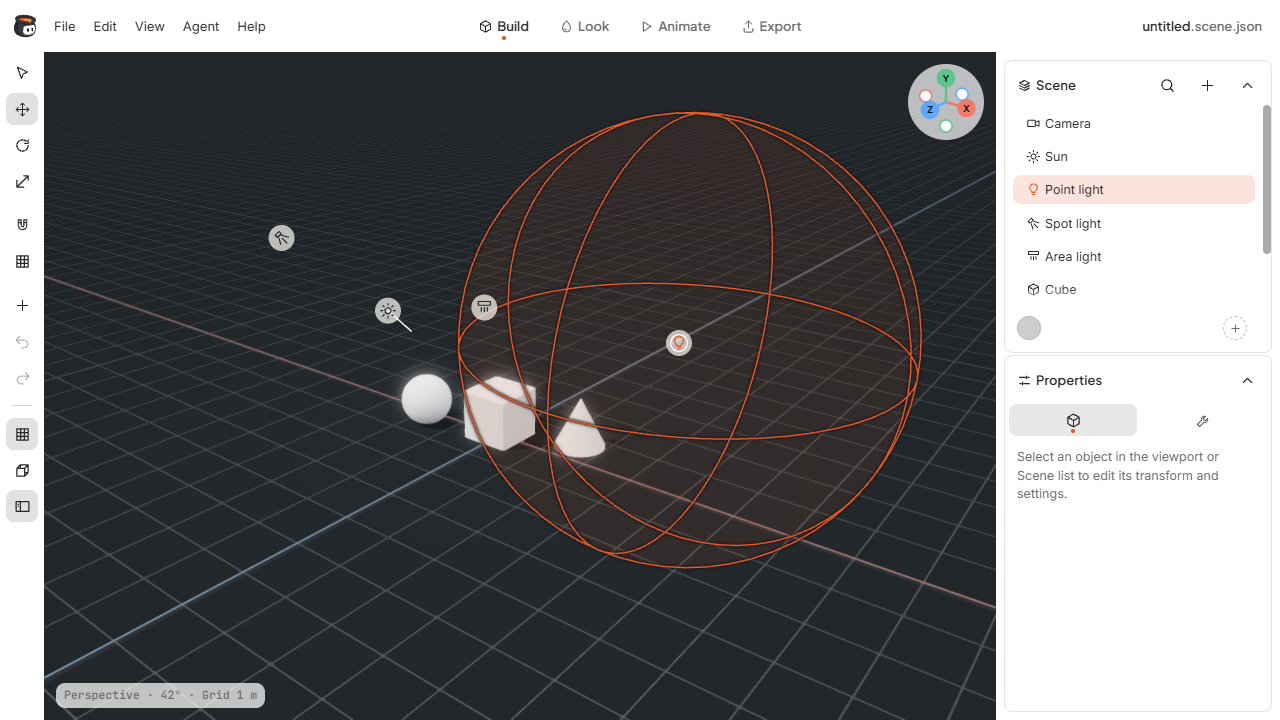 File Edit View Agent Help
Build Look Animate Export
untitled.scene.json
Scene
Camera
Sun
Point light
Spot light
Area light
Cube
Y
Z
X
Properties
Select an object in the viewport or
Scene list to edit its transform and
settings.
Perspective · 42° · Grid 1 m